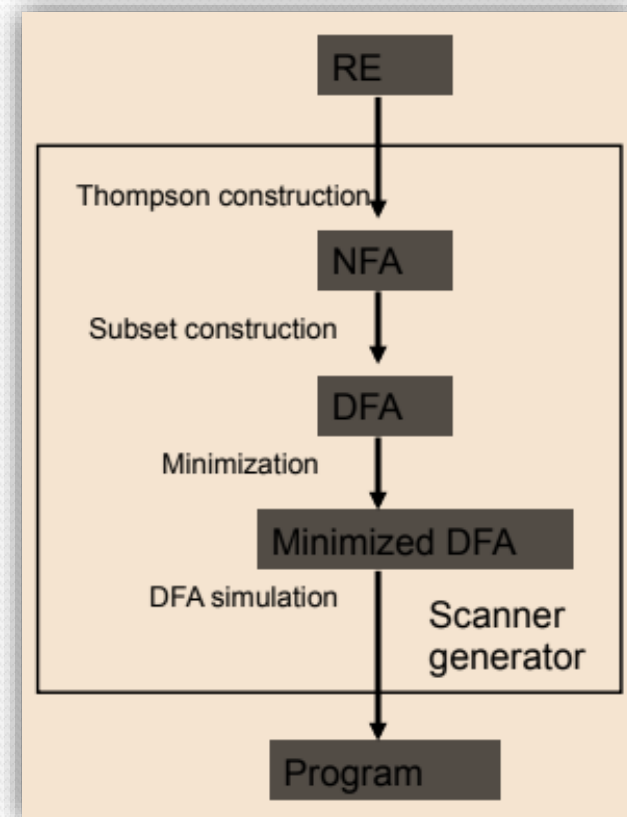 RE
Thompson construction
NFA
Subset construction
DFA
Minimization
Minimized DFA
DFA simulation
Scanner
generator
Program